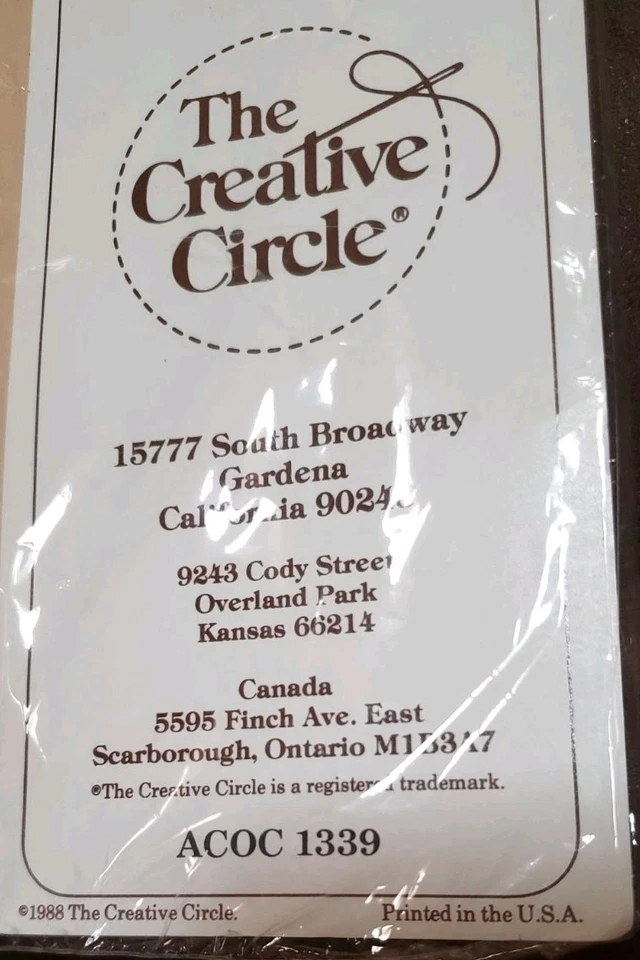 The
Creative
Circle®
15777 South Broadway
Gardena
California
9243 Cody Street
Overland Park
Kansas 66214
Canada
5595 Finch Ave. East
Scarborough, Ontario
®The Creative Circle is a registered trademark.
ACOC 1339
©1988 The Creative Circle.
Printed in the U.S.A.